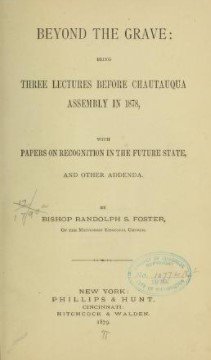 BEYOND THE GRAVE:
BEING
THREE LECTURES BEFORE CHAUTAUQUA
ASSEMBLY IN 1878,
WITH
PAPERS ON RECOGNITION IN THE FUTURE STATE,
AND OTHER ADDENDA.
BY
BISHOP RANDOLPH S. FOSTER,
OF THE METHODIST EPISCOPAL CHURCH.
NEW YORK:
PHILLIPS & HUNT.
CINCINNATI:
HITCHCOCK & WALDEN.
1879.